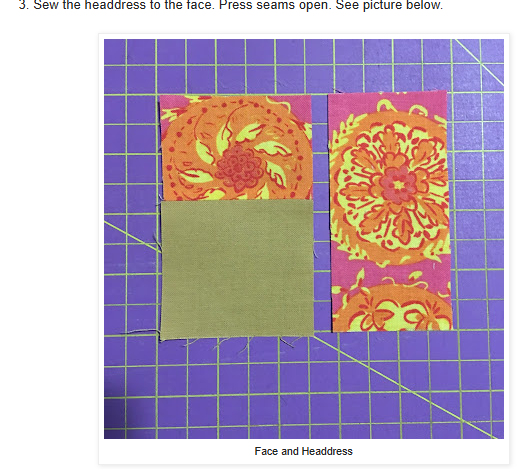 3. Sew the headdress to the face. Press seams open. See picture below.
Face and Headdress